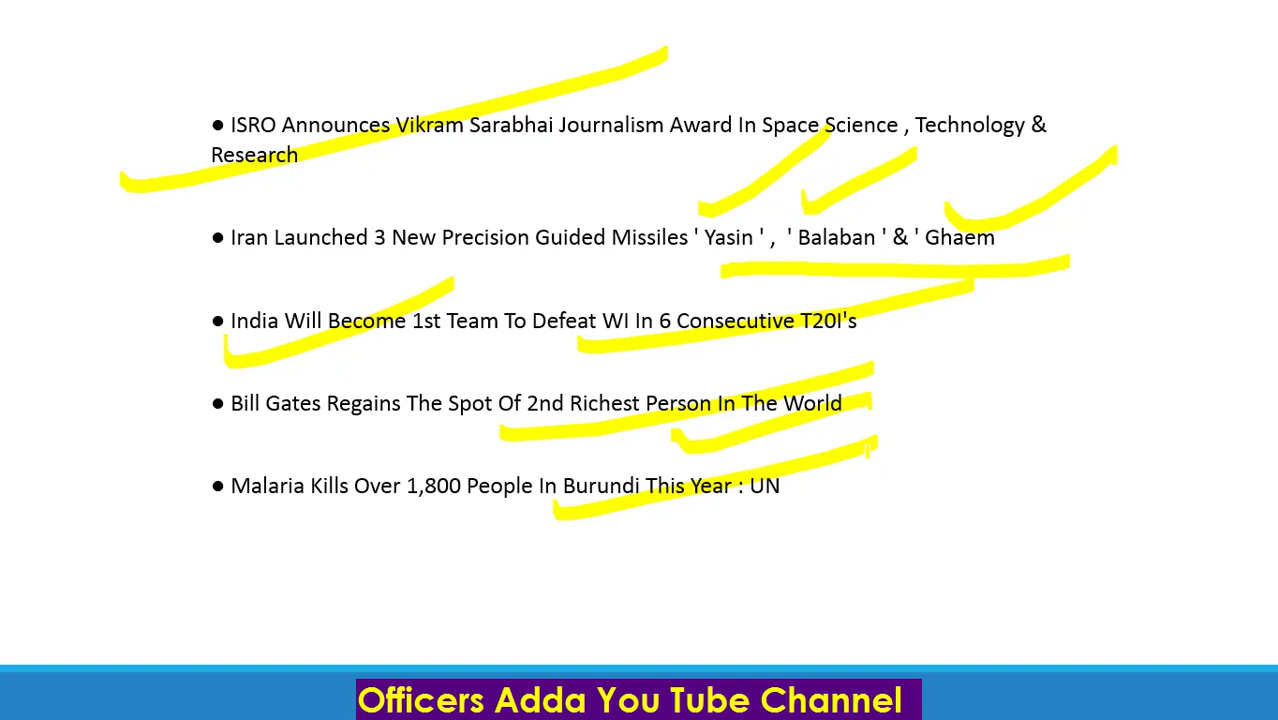 ● ISRO Announces Vikram Sarabhai Journalism Award In Space Science , Technology &
Research
● Iran Launched 3 New Precision Guided Missiles ' Yasin ' ,  ' Balaban ' & ' Ghaem
● India Will Become 1st Team To Defeat WI In 6 Consecutive T20I's
● Bill Gates Regains The Spot Of 2nd Richest Person In The World
● Malaria Kills Over 1,800 People In Burundi This Year : UN
Officers Adda You Tube Channel